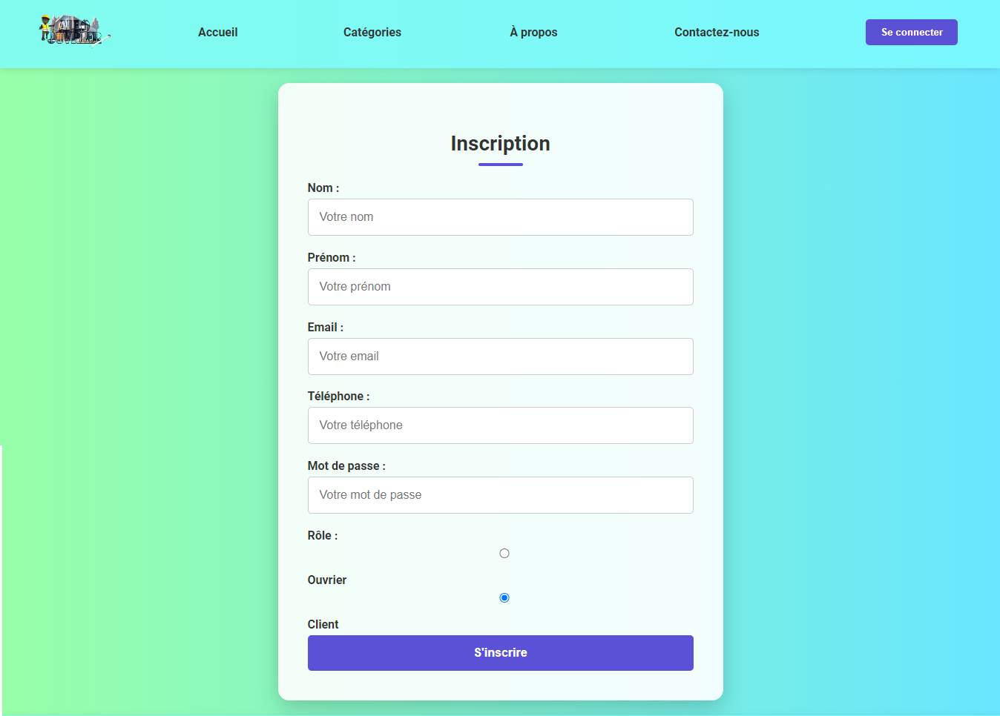 Accueil
Catégories
À propos
Contactez-nous
Se connecter
Inscription
Nom :
Votre nom
Prénom :
Votre prénom
Email :
Votre email
Téléphone :
Votre téléphone
Mot de passe :
Votre mot de passe
Rôle :
Ouvrier
Client
S'inscrire